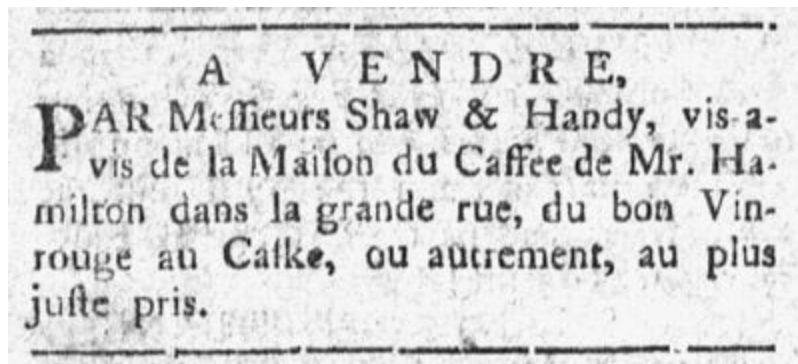 A VENDRE,
PAR Meſſieurs Shaw & Handy, vis-a-
vis de la Maiſon du Caffee de Mr. Ha-
milton dans la grande rue, du bon Vin-
rouge au Caſke, ou autrement, au plus
juſte pris.